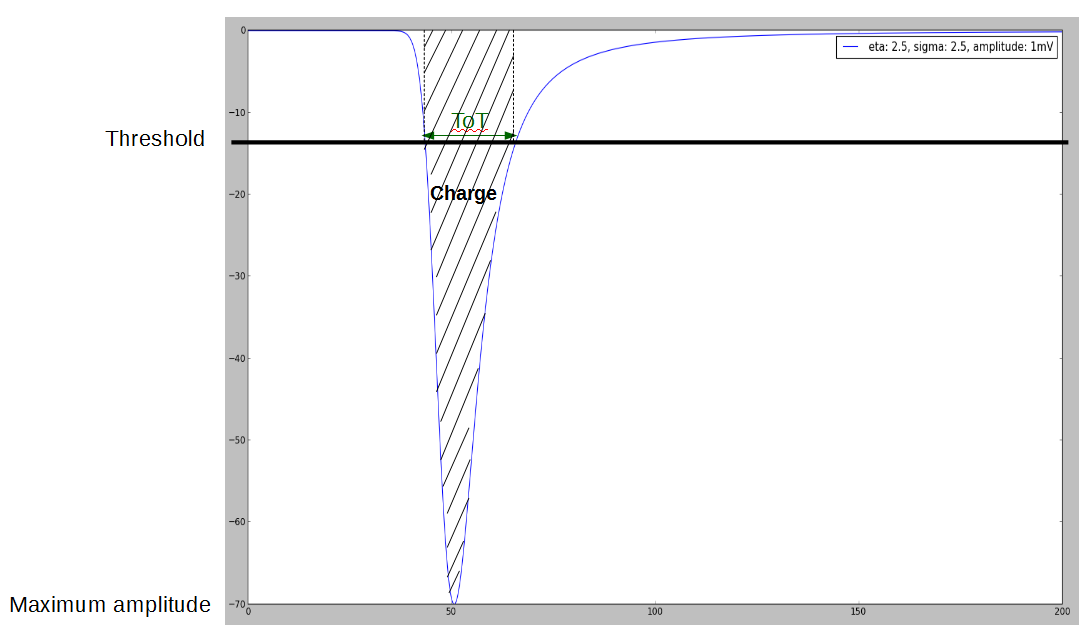 0
eta: 2.5, sigma: 2.5, amplitude: 1mV
−10
ToT
Threshold
−20
Charge
−30
−40
−50
−60
Maximum amplitude
−70
0
50
100
150
200